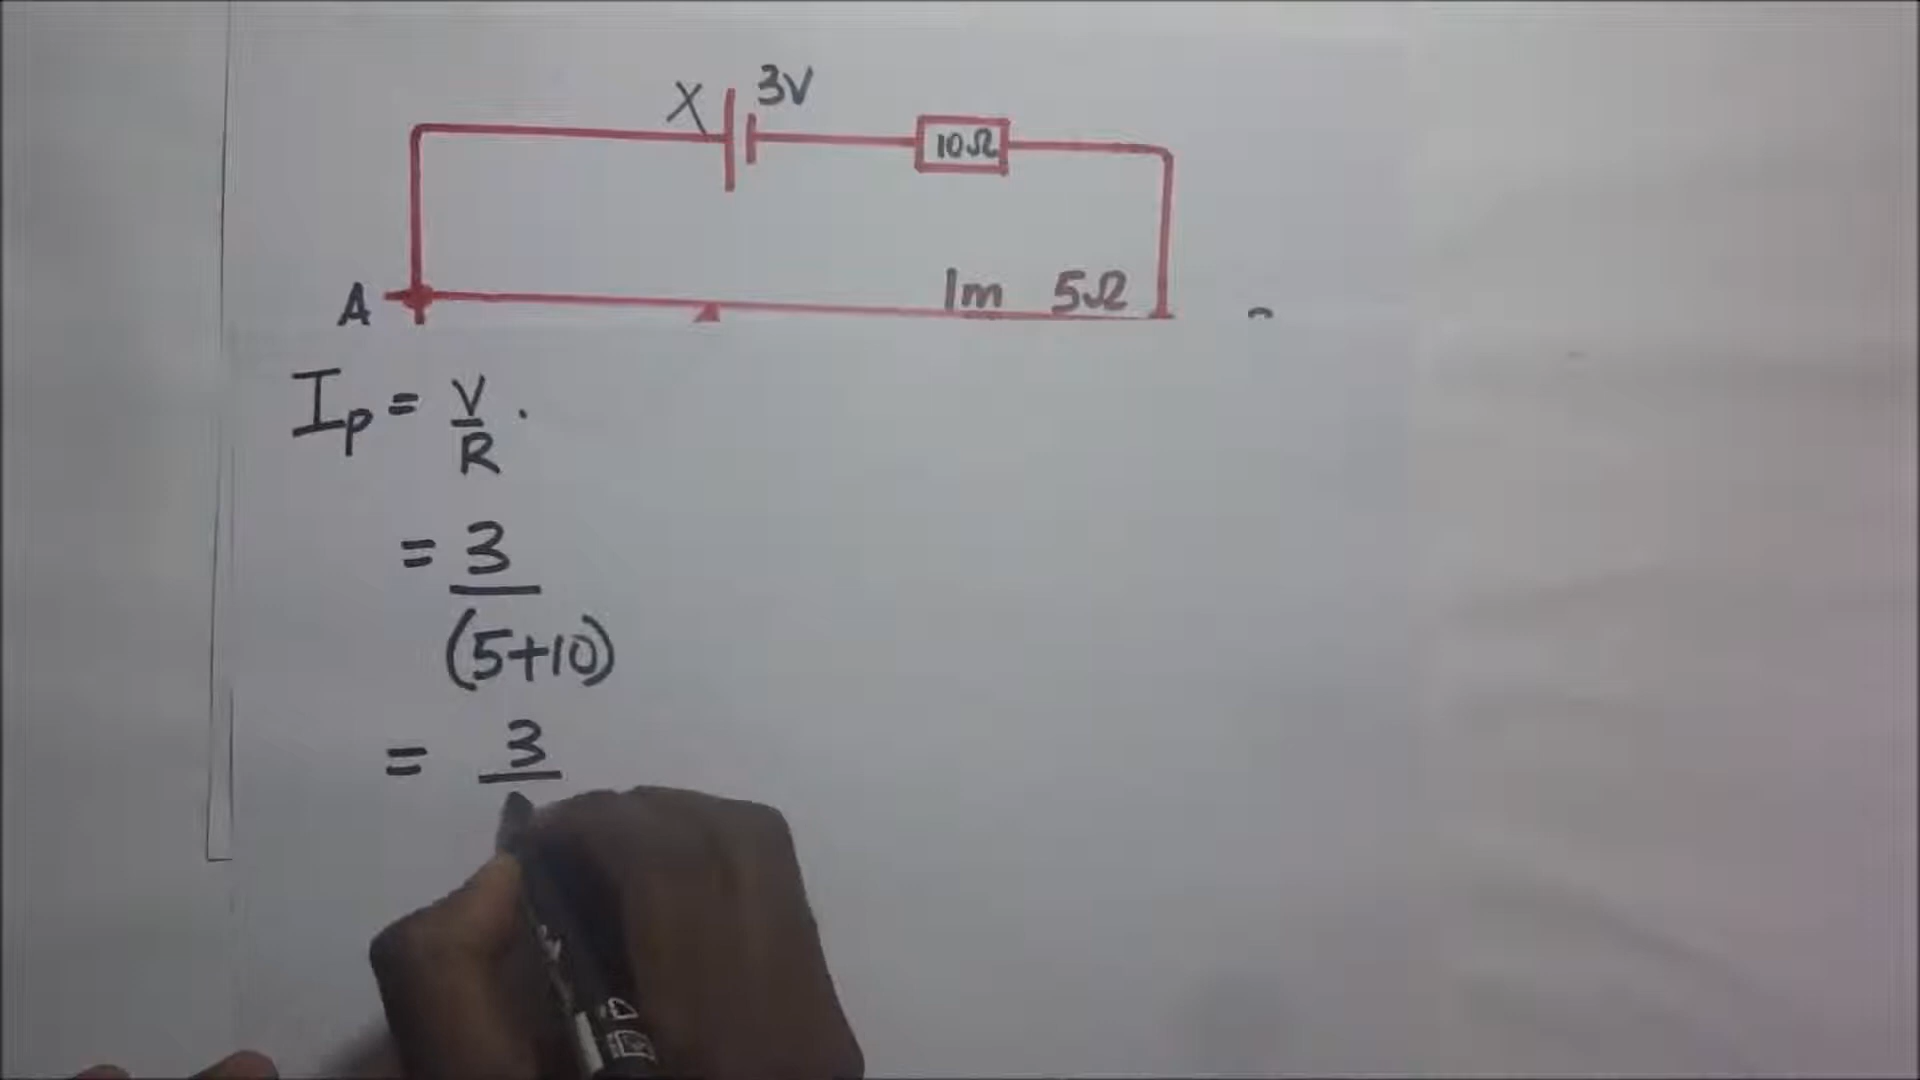 X 3V
10Ω
A 1m 5Ω
Ip = V/R.
= 3/(5+10)
= 3